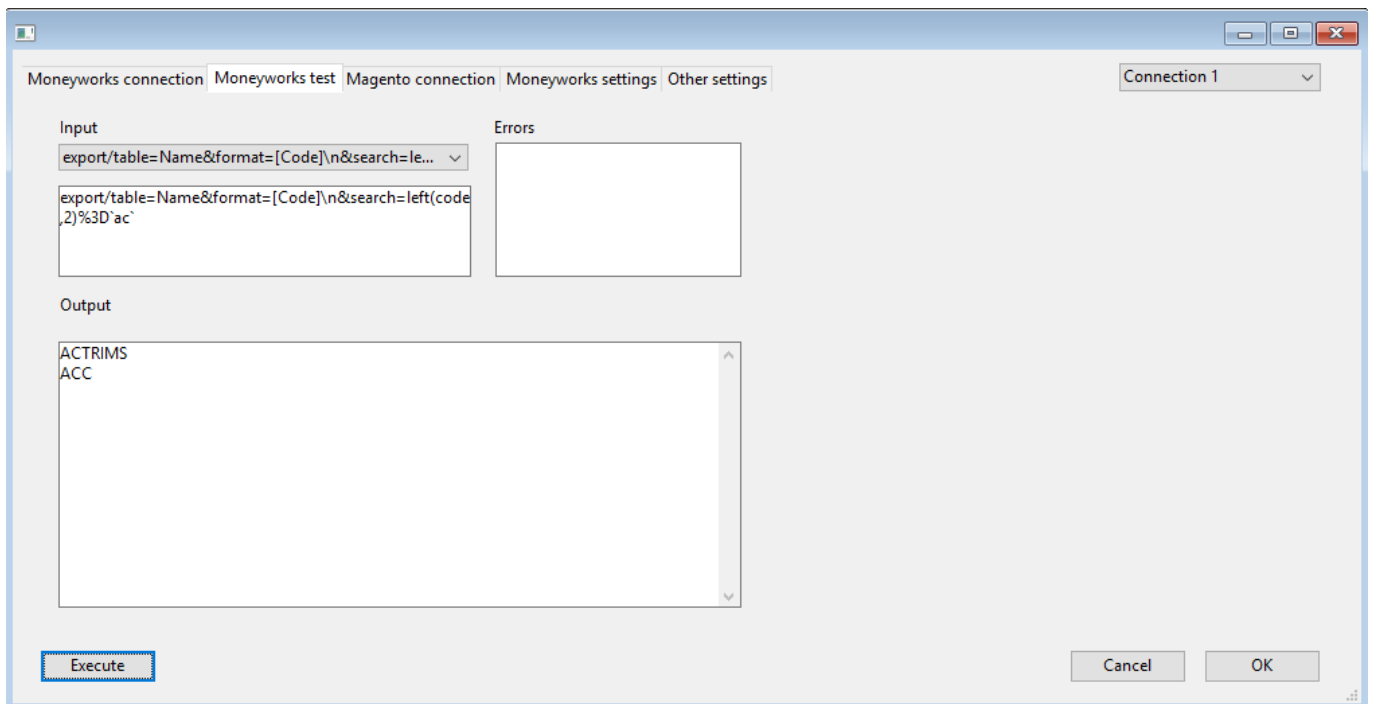 Moneyworks connection Moneyworks test Magento connection Moneyworks settings Other settings
Connection 1
Input
Errors
export/table=Name&format=[Code]\n&search=le...
export/table=Name&format=[Code]\n&search=left(code
,2)%3D`ac`
Output
ACTRIMS
ACC
Execute
Cancel
OK